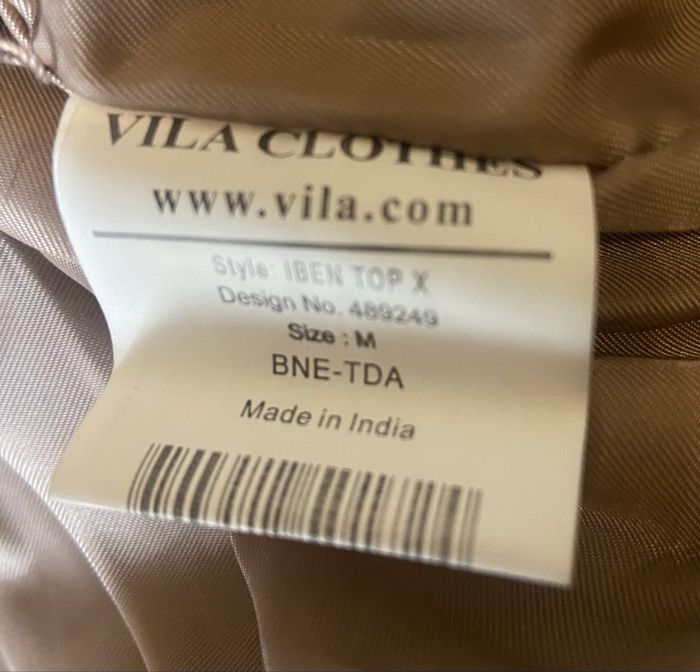 VILA CLOTHES
www.vila.com
Style: IBEN TOP X
Design No. 489249
Size : M
BNE-TDA
Made in India